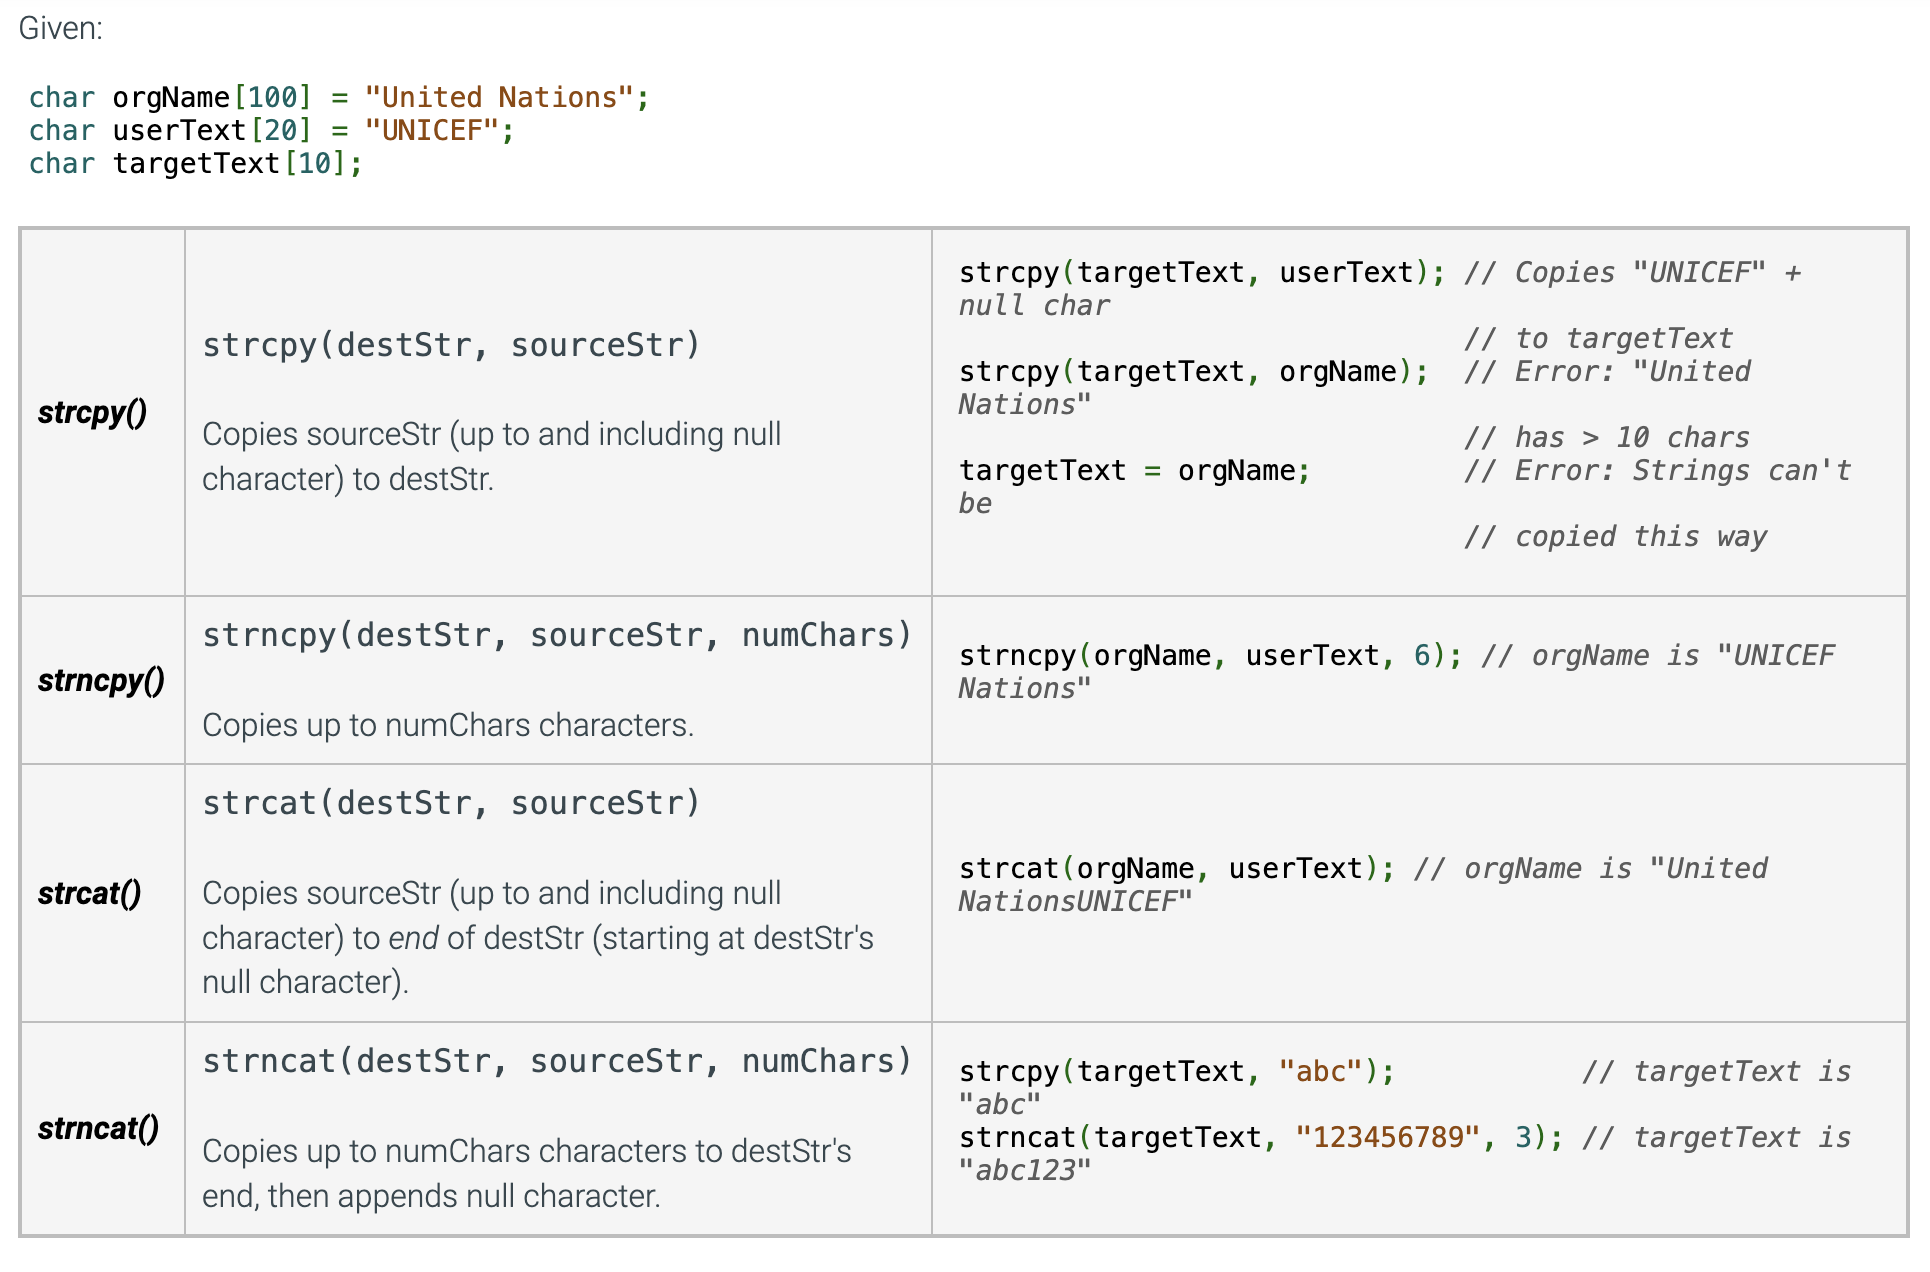 Given:
char orgName[100] = "United Nations";
char userText[20] = "UNICEF";
char targetText[10];
strcpy()
strcpy(destStr, sourceStr)
Copies sourceStr (up to and including null
character) to destStr.
strcpy(targetText, userText); // Copies "UNICEF" +
null char
// to targetText
strcpy(targetText, orgName);  // Error: "United
Nations"
// has > 10 chars
targetText = orgName;         // Error: Strings can't
be
// copied this way
strncpy()
strncpy(destStr, sourceStr, numChars)
Copies up to numChars characters.
strncpy(orgName, userText, 6); // orgName is "UNICEF
Nations"
strcat()
strcat(destStr, sourceStr)
Copies sourceStr (up to and including null
character) to end of destStr (starting at destStr's
null character).
strcat(orgName, userText); // orgName is "United
NationsUNICEF"
strncat()
strncat(destStr, sourceStr, numChars)
Copies up to numChars characters to destStr's
end, then appends null character.
strcpy(targetText, "abc");           // targetText is
"abc"
strncat(targetText, "123456789", 3); // targetText is
"abc123"